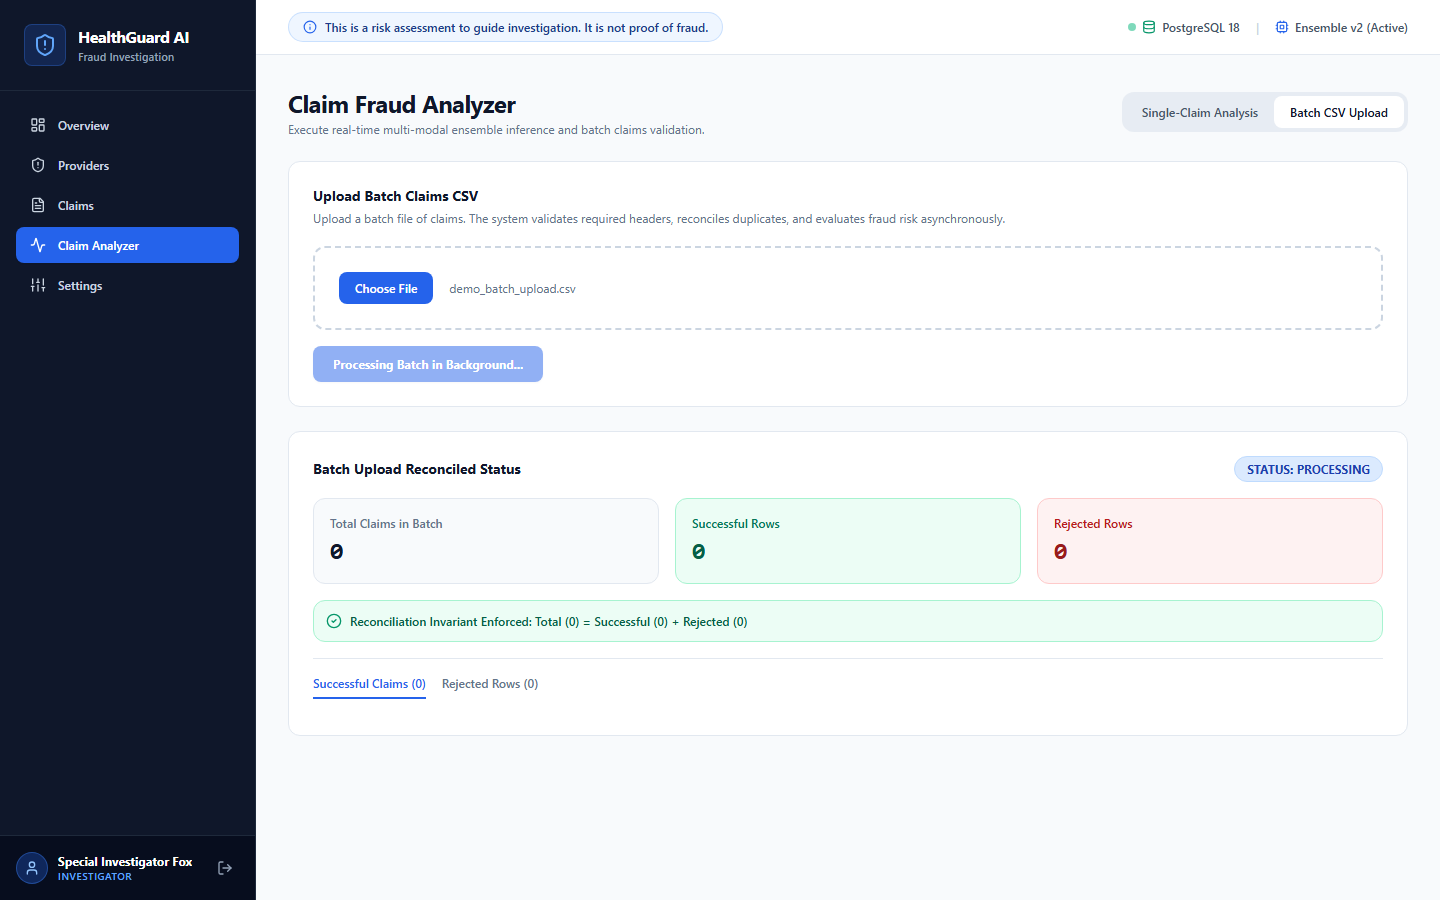 HealthGuard AI
Fraud Investigation
Overview
Providers
Claims
Claim Analyzer
Settings
Special Investigator Fox
INVESTIGATOR
This is a risk assessment to guide investigation. It is not proof of fraud.
PostgreSQL 18 | Ensemble v2 (Active)
Claim Fraud Analyzer
Execute real-time multi-modal ensemble inference and batch claims validation.
Single-Claim Analysis
Batch CSV Upload
Upload Batch Claims CSV
Upload a batch file of claims. The system validates required headers, reconciles duplicates, and evaluates fraud risk asynchronously.
Choose File
demo_batch_upload.csv
Processing Batch in Background...
Batch Upload Reconciled Status
STATUS: PROCESSING
Total Claims in Batch
0
Successful Rows
0
Rejected Rows
0
Reconciliation Invariant Enforced: Total (0) = Successful (0) + Rejected (0)
Successful Claims (0)
Rejected Rows (0)